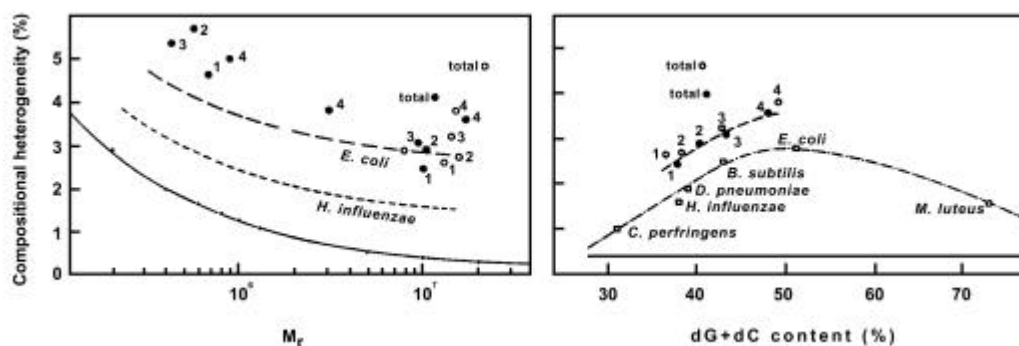 Compositional heterogeneity (%)
5
4
3
2
1
0
3
2
1
4
4
total
total
4
4
3
2
3
2
1
1
E. coli
H. influenzae
10⁶
10⁷
Mr
total
total
4
4
3
3
2
2
1
1
E. coli
B. subtilis
D. pneumoniae
H. influenzae
M. luteus
C. perfringens
30
40
50
60
70
dG+dC content (%)